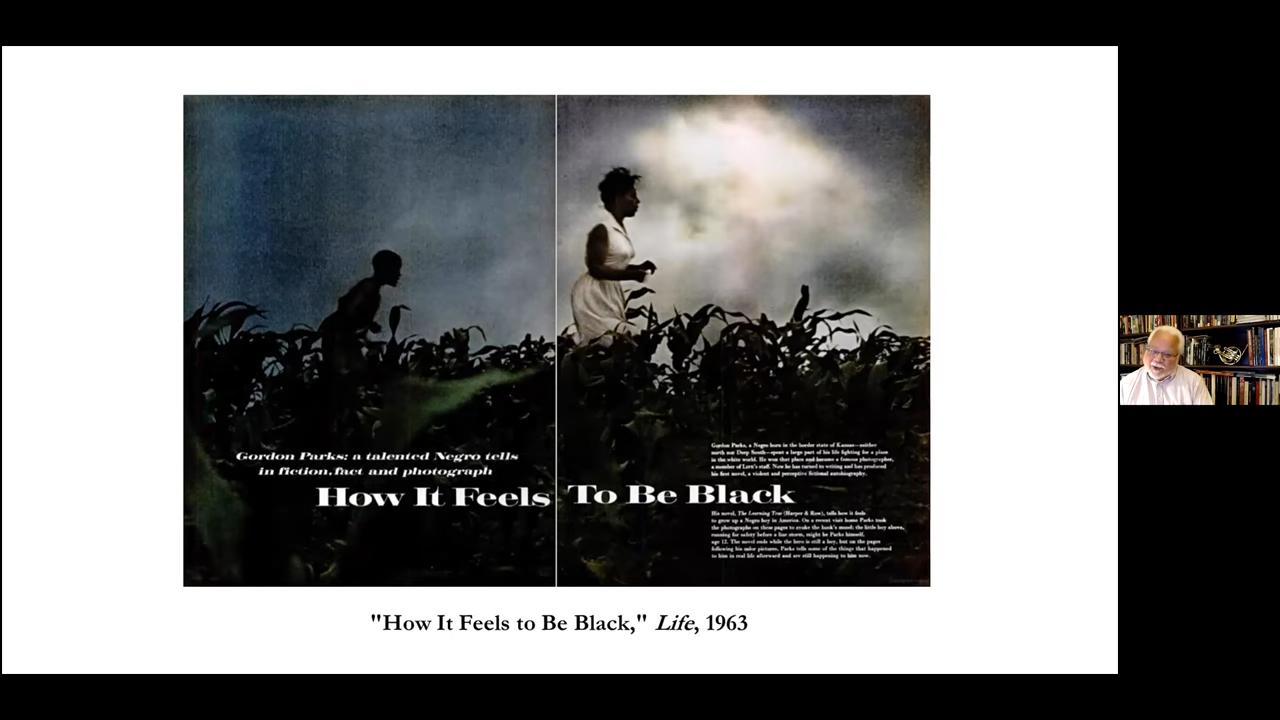 Gordon Parks: a talented Negro tells
in fiction, fact and photograph
How It Feels To Be Black
Gordon Parks, a Negro born in the border state of Kansas—neither
north nor Deep South—spent a large part of his life fighting for a place
in the white world. He won that place and became a famous photographer,
a member of LIFE's staff. Now he has turned to writing and has produced
his first novel, a violent and perceptive fictional autobiography.
His novel, The Learning Tree (Harper & Row), tells how it feels
to grow up a Negro boy in America. On a recent visit home Parks took
the photographs on these pages to evoke the book's mood: the little boy above,
running for safety before a line storm, might be Parks himself,
age 12. The novel ends while the hero is still a boy, but on the pages
following his color pictures, Parks tells some of the things that happened
to him in real life afterward and are still happening to him now.
"How It Feels to Be Black," Life, 1963